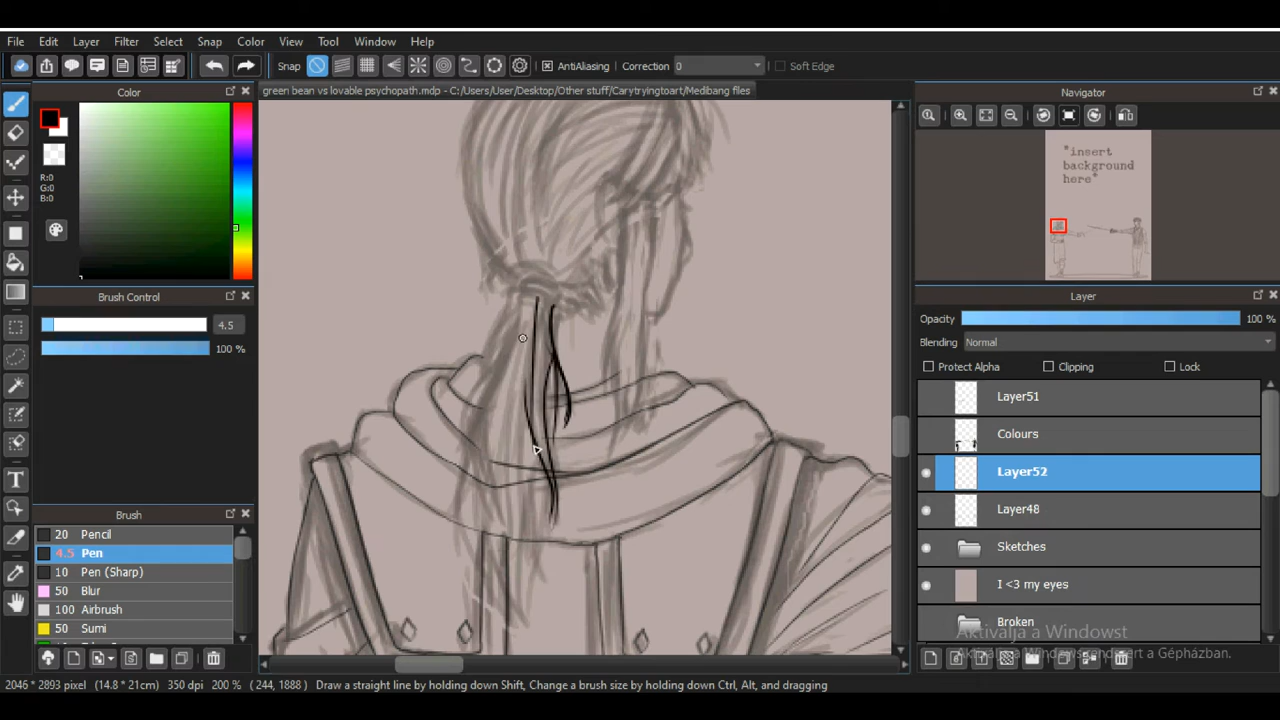 File Edit Layer Filter Select Snap Color View Tool Window Help
Snap AntiAliasing Correction 0 Soft Edge
Color
R:0
G:0
B:0
Brush Control
4.5
100 %
Brush
20 Pencil
4.5 Pen
10 Pen (Sharp)
50 Blur
100 Airbrush
50 Sumi
green bean vs lovable psychopath.mdp - C:/Users/User/Desktop/Other stuff/Carytryingtoart/Medibang files
Navigator
*insert
background
here*
Layer
Opacity 100 %
Blending Normal
Protect Alpha Clipping Lock
Layer51
Colours
Layer52
Layer48
Sketches
I <3 my eyes
Broken
Aktiválja a Windowst
Aktiválja a Windows rendszert a Gépházban.
2046 * 2893 pixel (14.8 * 21cm) 350 dpi 200 % (244, 1888) Draw a straight line by holding down Shift, Change a brush size by holding down Ctrl, Alt, and dragging